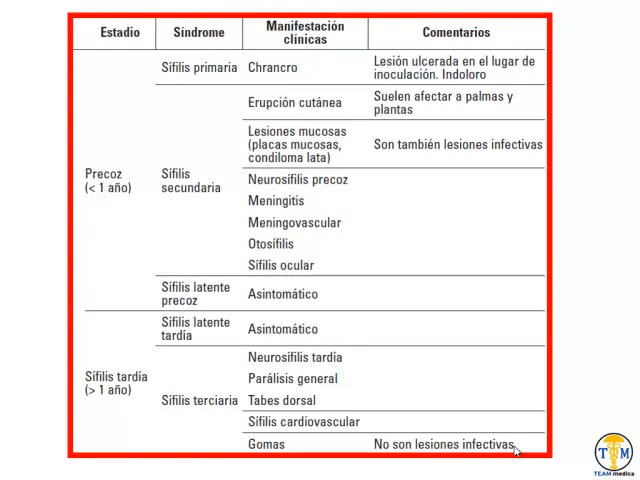 Estadio Síndrome Manifestación clínicas Comentarios
Sífilis primaria Chrancro Lesión ulcerada en el lugar de
inoculación. Indoloro
Erupción cutánea Suelen afectar a palmas y
plantas
Lesiones mucosas
(placas mucosas, Son también lesiones infectivas
condiloma lata)
Precoz
(< 1 año)
Sífilis
secundaria
Neurosífilis precoz
Meningitis
Meningovascular
Otosífilis
Sífilis ocular
Sífilis latente
precoz
Asintomático
Sífilis latente
tardía
Asintomático
Sífilis tardía
(> 1 año)
Sífilis terciaria
Neurosífilis tardía
Parálisis general
Tabes dorsal
Sífilis cardiovascular
Gomas No son lesiones infectivas
T M
TEAM medica